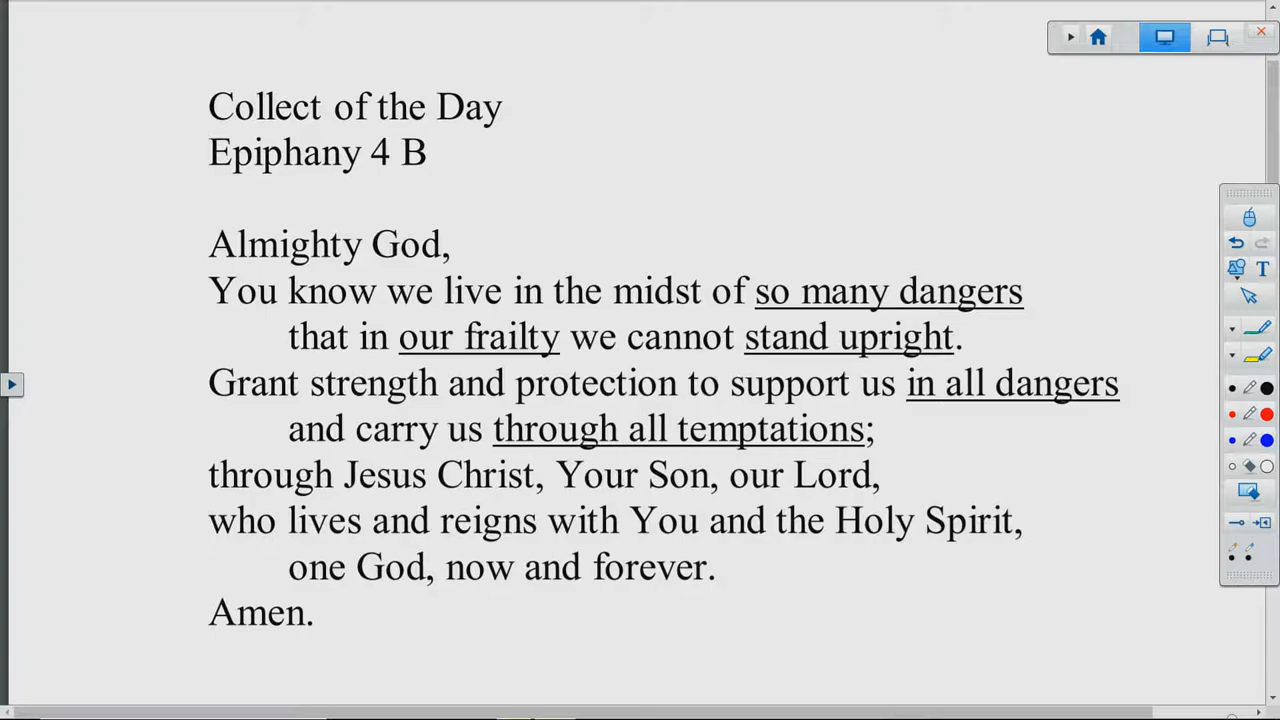 Collect of the Day
Epiphany 4 B
Almighty God,
You know we live in the midst of so many dangers
that in our frailty we cannot stand upright.
Grant strength and protection to support us in all dangers
and carry us through all temptations;
through Jesus Christ, Your Son, our Lord,
who lives and reigns with You and the Holy Spirit,
one God, now and forever.
Amen.
T